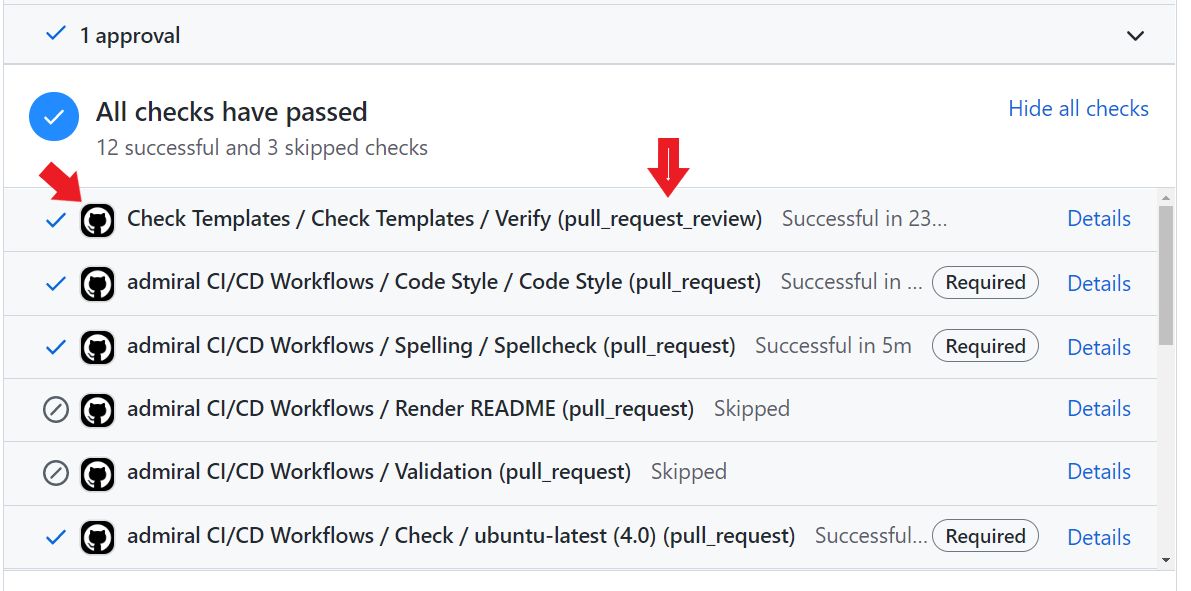 1 approval
All checks have passed
Hide all checks
12 successful and 3 skipped checks
Check Templates / Check Templates / Verify (pull_request_review) Successful in 23... Details
admiral CI/CD Workflows / Code Style / Code Style (pull_request) Successful in ... Required Details
admiral CI/CD Workflows / Spelling / Spellcheck (pull_request) Successful in 5m Required Details
admiral CI/CD Workflows / Render README (pull_request) Skipped Details
admiral CI/CD Workflows / Validation (pull_request) Skipped Details
admiral CI/CD Workflows / Check / ubuntu-latest (4.0) (pull_request) Successful... Required Details